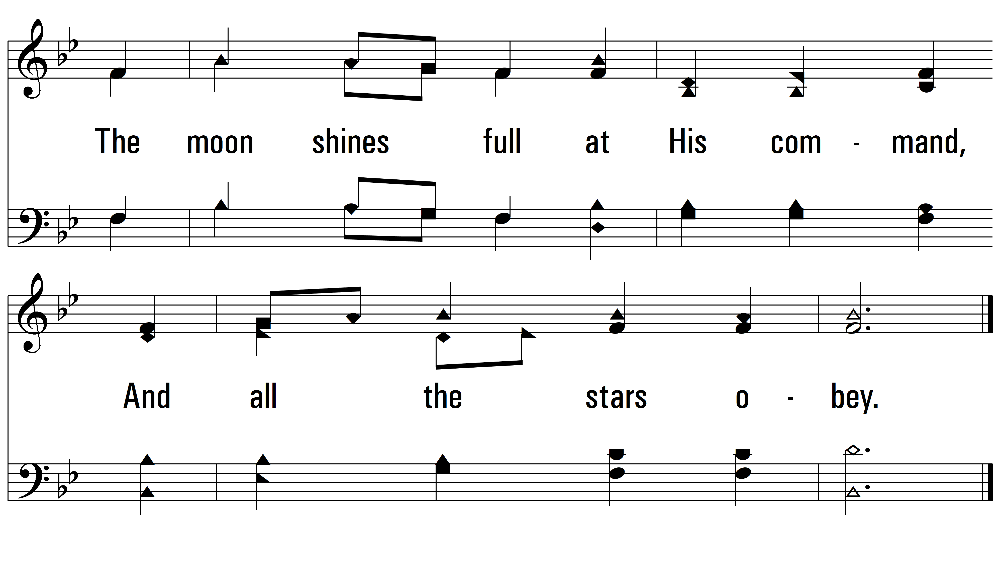 The moon shines full at His com - mand,
And all the stars o - bey.